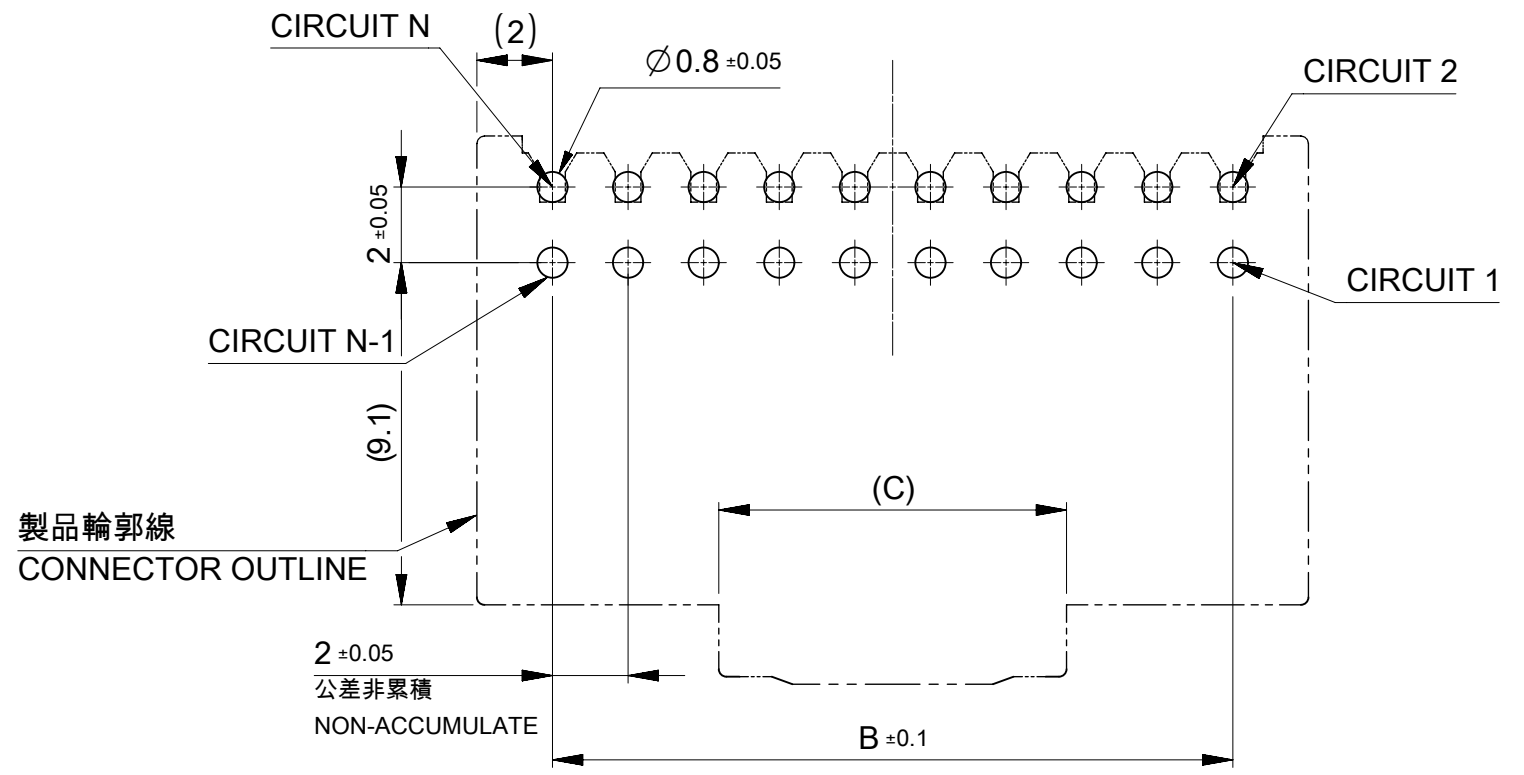 CIRCUIT N
(2)
∅0.8 ±0.05
CIRCUIT 2
2 ±0.05
CIRCUIT 1
CIRCUIT N-1
(9.1)
(C)
製品輪郭線
CONNECTOR OUTLINE
2 ±0.05
公差非累積
NON-ACCUMULATE
B ±0.1